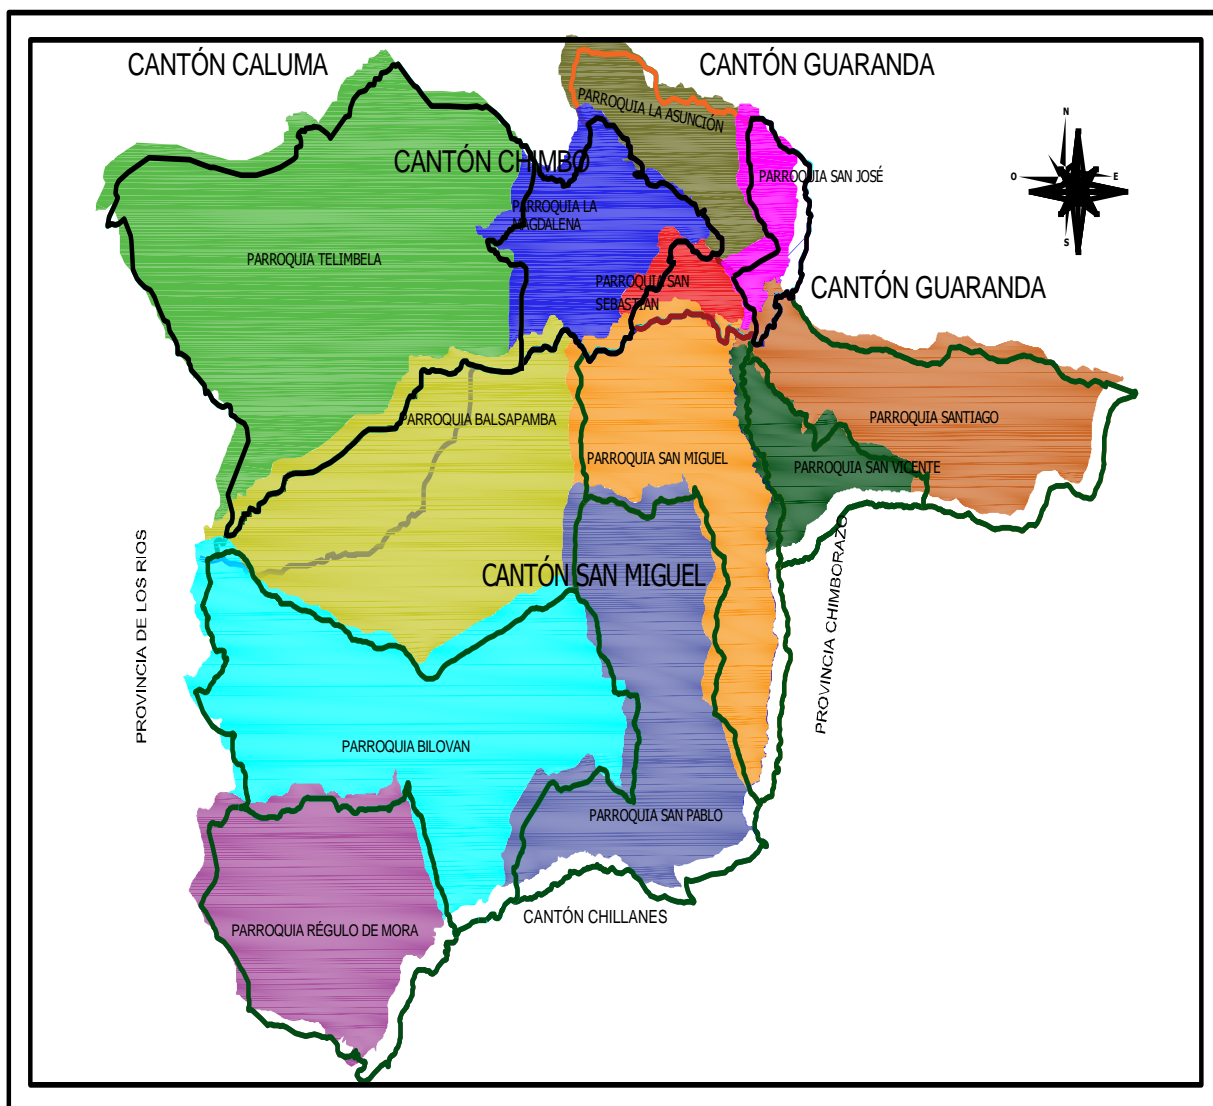 CANTÓN CALUMA
CANTÓN GUARANDA
PARROQUIA LA ASUNCIÓN
N
CANTÓN CHIMBO
PARROQUIA SAN JOSÉ
O
E
PARROQUIA LA
MAGDALENA
S
PARROQUIA TELIMBELA
PARROQUIA SAN
SEBASTIÁN
CANTÓN GUARANDA
PARROQUIA BALSAPAMBA
PARROQUIA SANTIAGO
PARROQUIA SAN MIGUEL
PARROQUIA SAN VICENTE
CANTÓN SAN MIGUEL
PROVINCIA DE LOS RIOS
PROVINCIA CHIMBORAZO
PARROQUIA BILOVAN
PARROQUIA SAN PABLO
CANTÓN CHILLANES
PARROQUIA RÉGULO DE MORA